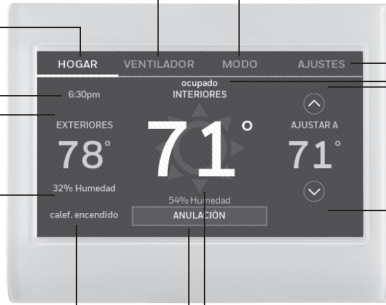 HOGAR VENTILADOR MODO AJUSTES
ocupado
6:30pm INTERIORES
EXTERIORES 71° AJUSTAR A
78° 71°
32% Humedad
54% Humedad
calef. encendido ANULACIÓN